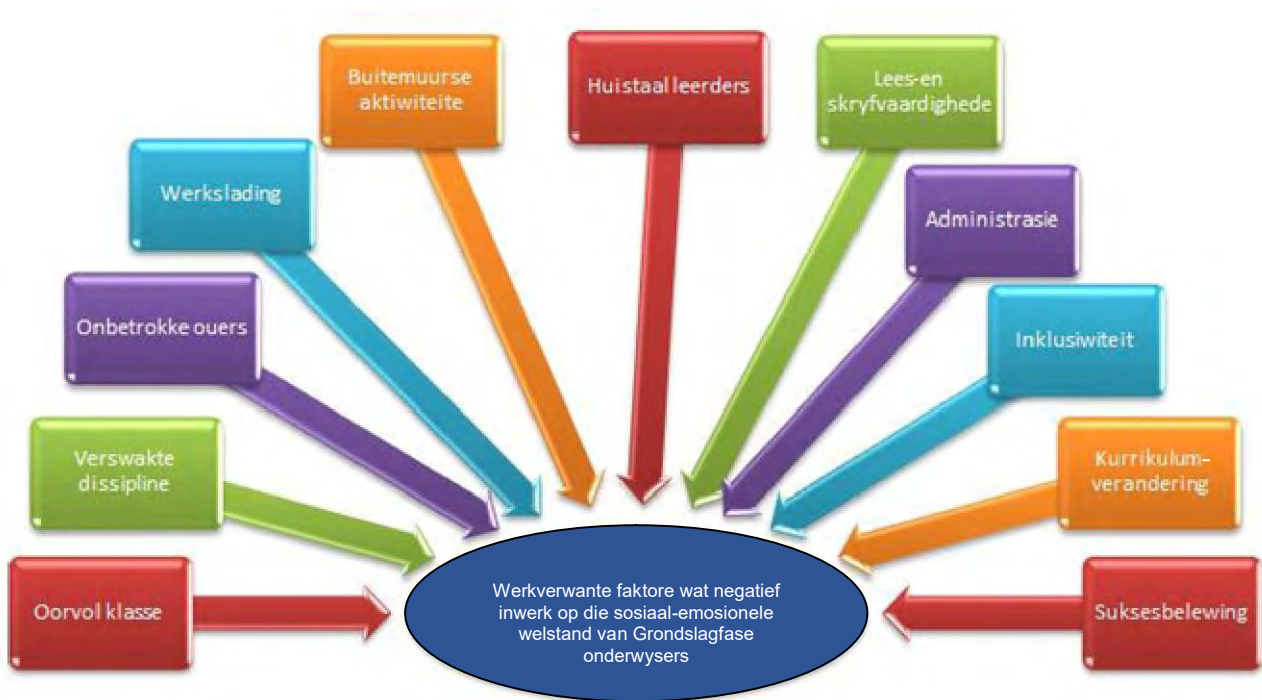 Buitemuurse
aktiwiteite
Huistaal leerders
Lees-en
skryfvaardighede
Werkslading
Administrasie
Onbetrokke ouers
Inklusiwiteit
Verswakte
dissipline
Kurrikulum-
verandering
Oorvol klasse
Werkverwante faktore wat negatief
inwerk op die sosiaal-emosionele
welstand van Grondslagfase
onderwysers
Suksesbelewing